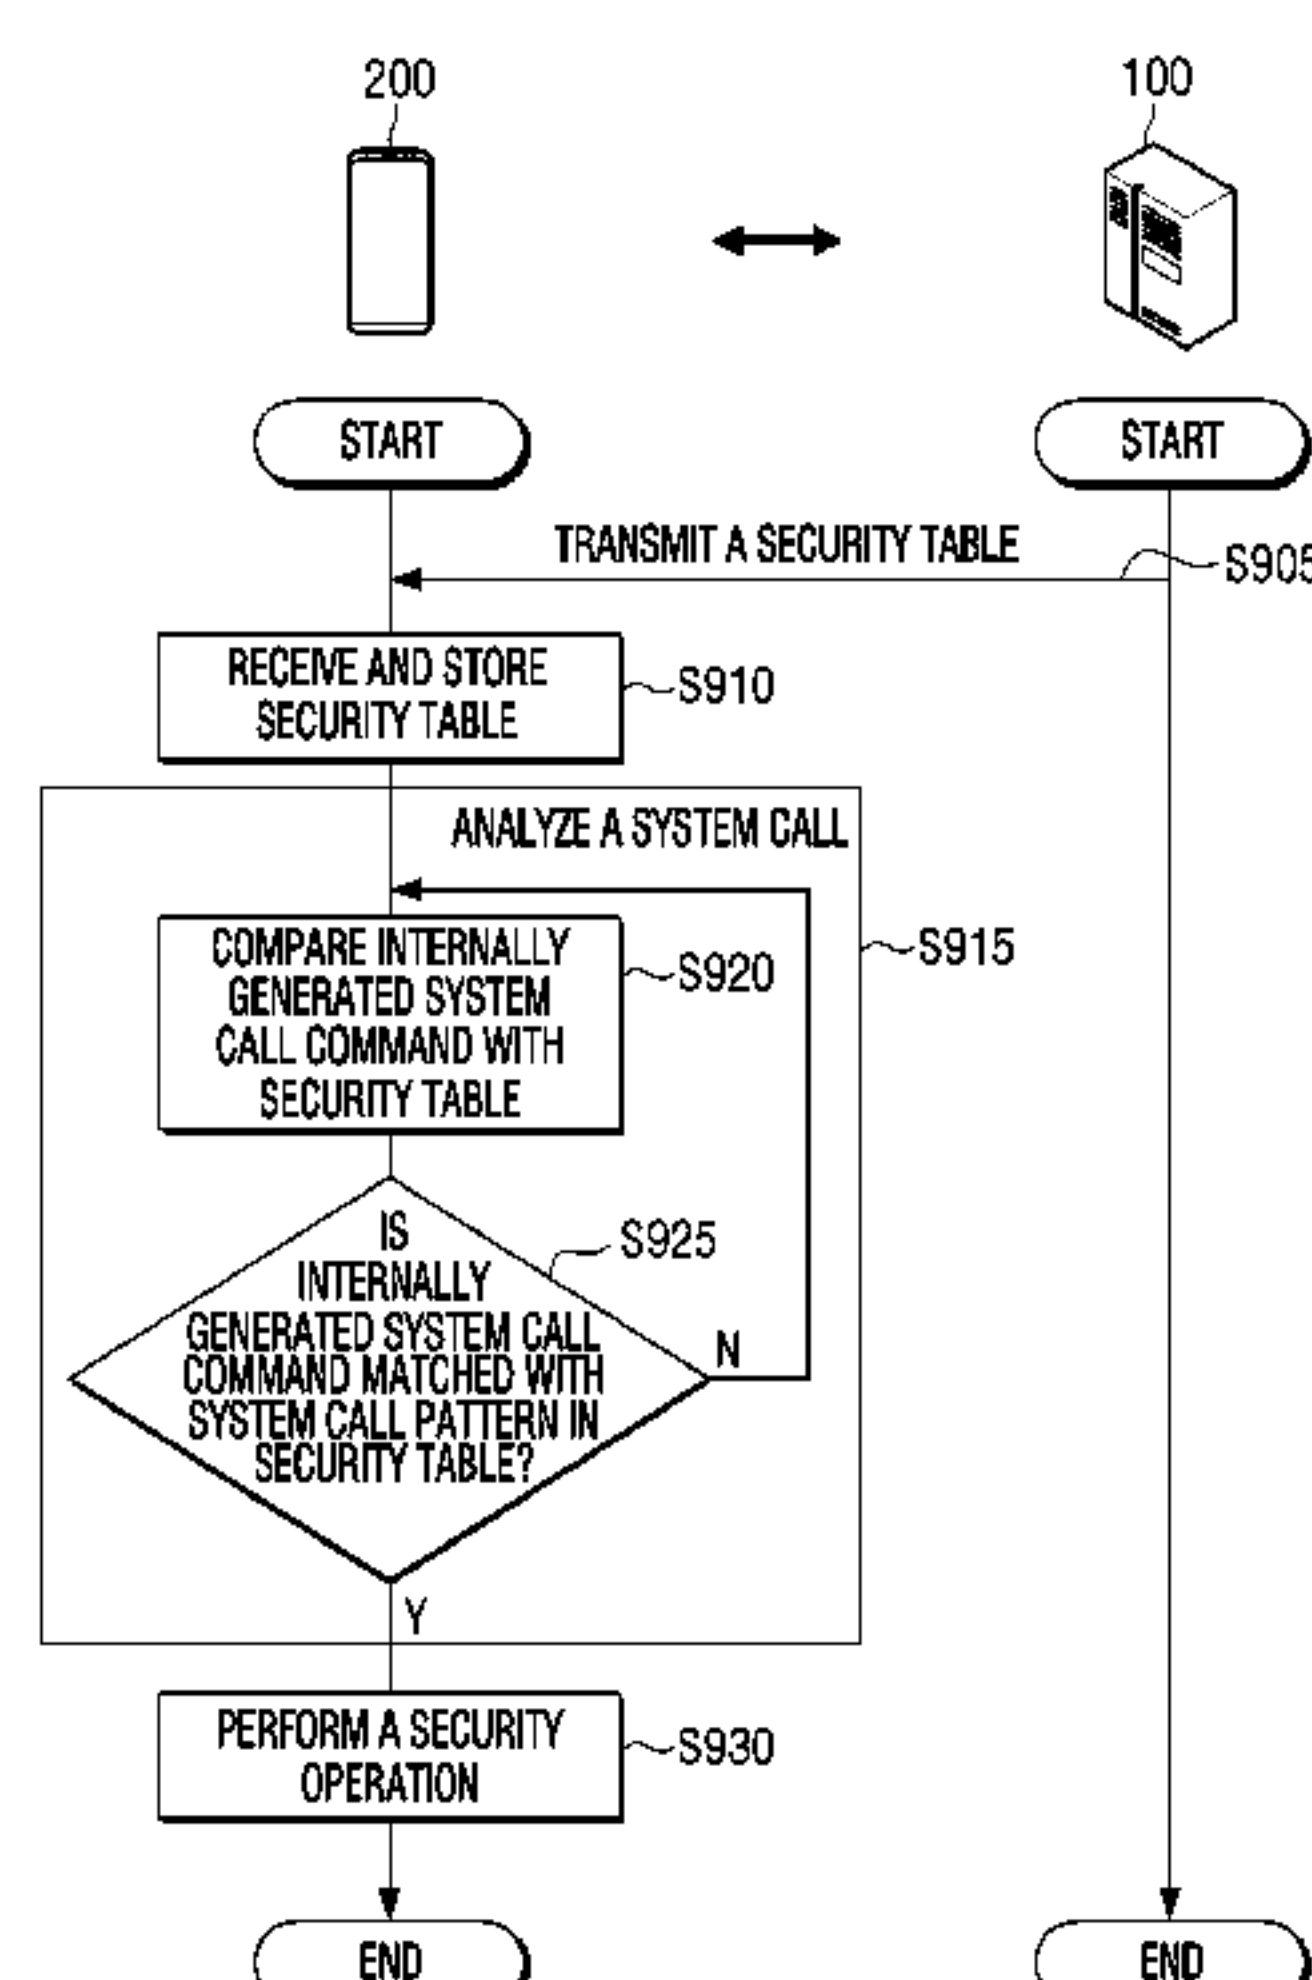 200
100
START
START
TRANSMIT A SECURITY TABLE
S905
RECEIVE AND STORE
SECURITY TABLE
S910
ANALYZE A SYSTEM CALL
COMPARE INTERNALLY
GENERATED SYSTEM
CALL COMMAND WITH
SECURITY TABLE
S920
S915
IS
INTERNALLY
GENERATED SYSTEM CALL
COMMAND MATCHED WITH
SYSTEM CALL PATTERN IN
SECURITY TABLE?
S925
N
Y
PERFORM A SECURITY
OPERATION
S930
END
END